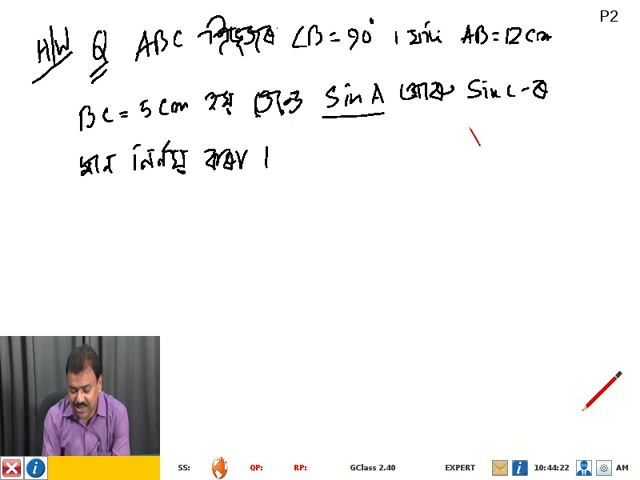 P2
H/W Q ABC ত্রিভুজের ∠B = 90° । যদি AB = 12 cm
BC = 5 cm হয় তবে Sin A এবং Sin C-র
মান নির্ণয় করব ।
SS: QP: RP: GClass 2.40 EXPERT 10:44:22 AM